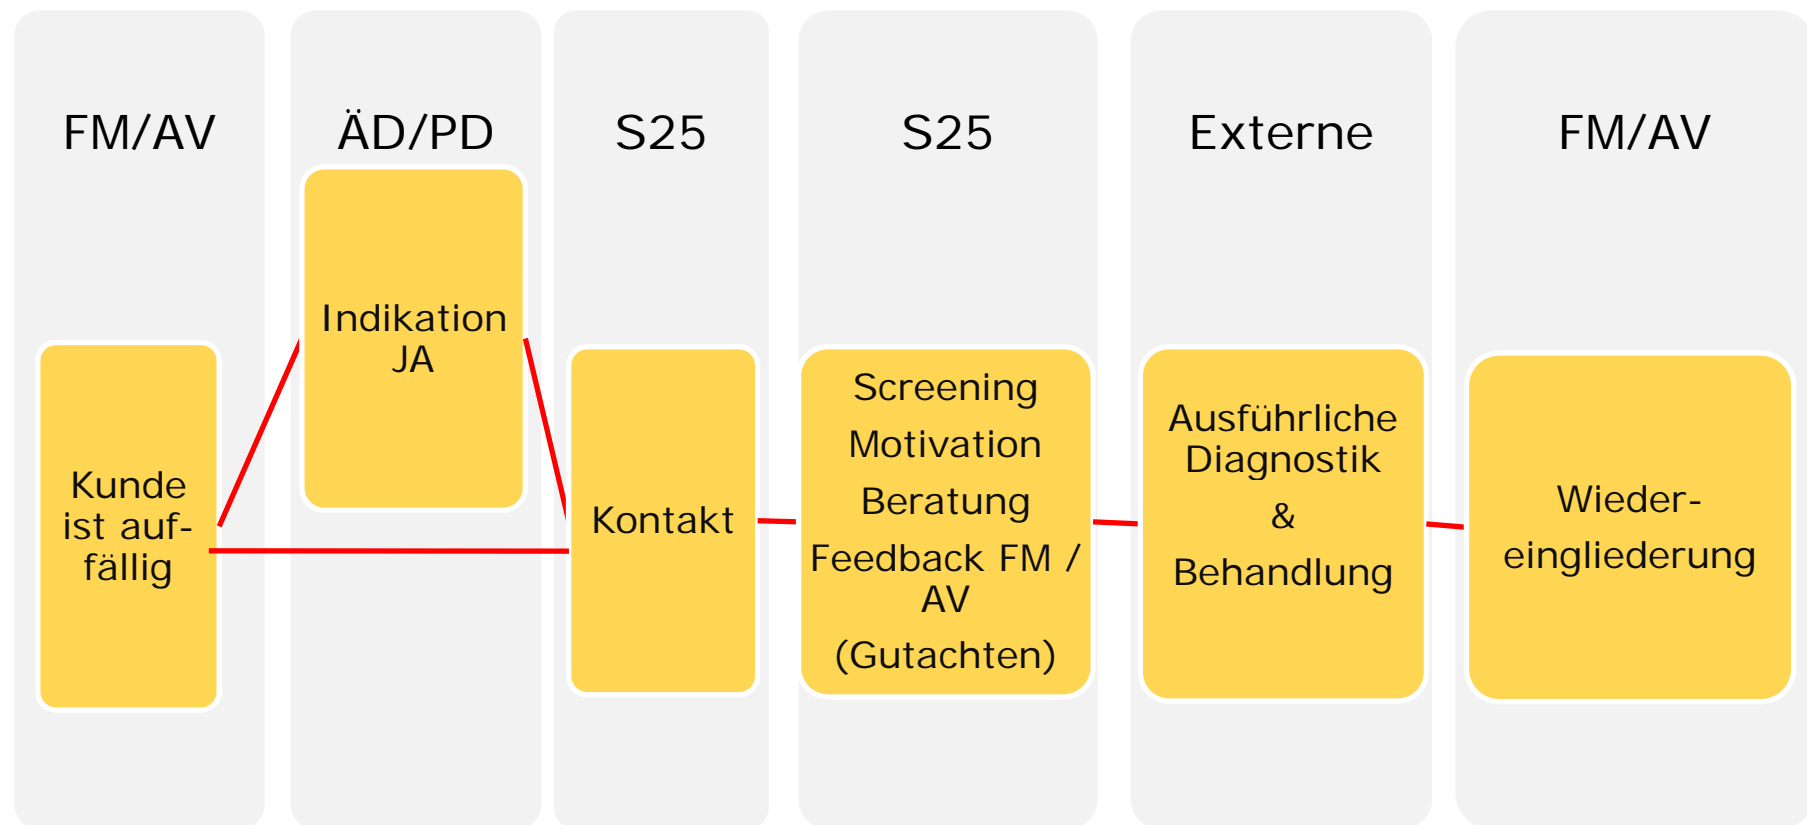 FM/AV
ÄD/PD
S25
S25
Externe
FM/AV
Kunde
ist auf-
fällig
Indikation
JA
Kontakt
Screening
Motivation
Beratung
Feedback FM /
AV
(Gutachten)
Ausführliche
Diagnostik
&
Behandlung
Wieder-
eingliederung